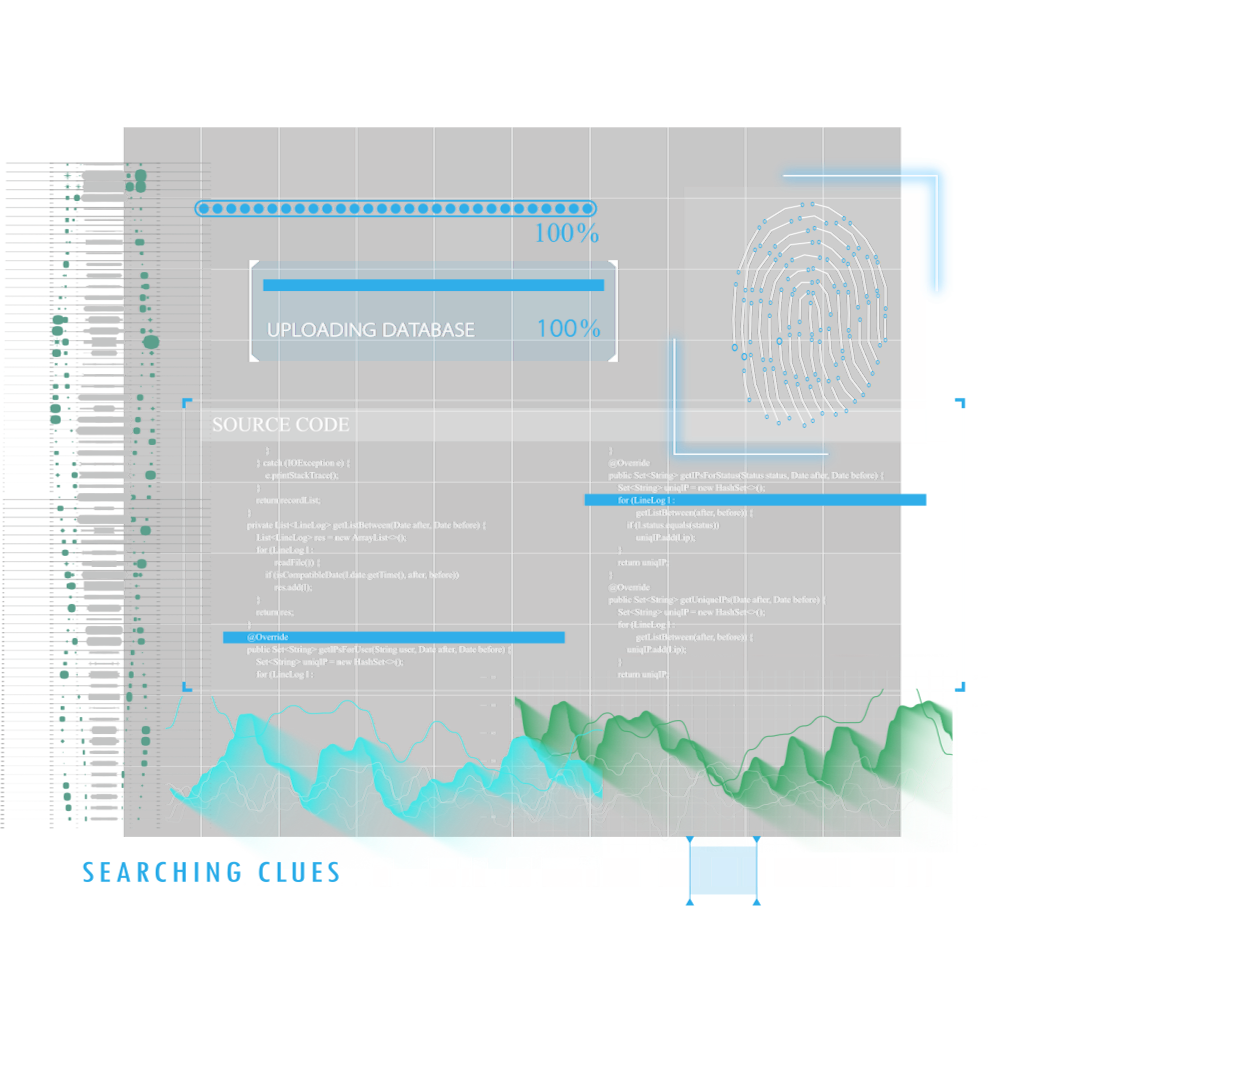 100%
UPLOADING DATABASE 100%
SOURCE CODE
}
} catch (IOException e) {
e.printStackTrace();
}
return recordList;
}
private List<LineLog> getListBetween(Date after, Date before) {
List<LineLog> res = new ArrayList<>();
for (LineLog l :
readFile()) {
if (isCompatibleDate(l.date.getTime(), after, before))
res.add(l);
}
return res;
}
@Override
public Set<String> getIPsForUser(String user, Date after, Date before) {
Set<String> uniqIP = new HashSet<>();
for (LineLog l :
}
@Override
public Set<String> getIPsForStatus(Status status, Date after, Date before) {
Set<String> uniqIP = new HashSet<>();
for (LineLog l :
getListBetween(after, before)) {
if (l.status.equals(status))
uniqIP.add(l.ip);
}
return uniqIP;
}
@Override
public Set<String> getUniqueIPs(Date after, Date before) {
Set<String> uniqIP = new HashSet<>();
for (LineLog l :
getListBetween(after, before)) {
uniqIP.add(l.ip);
}
return uniqIP;
SEARCHING CLUES